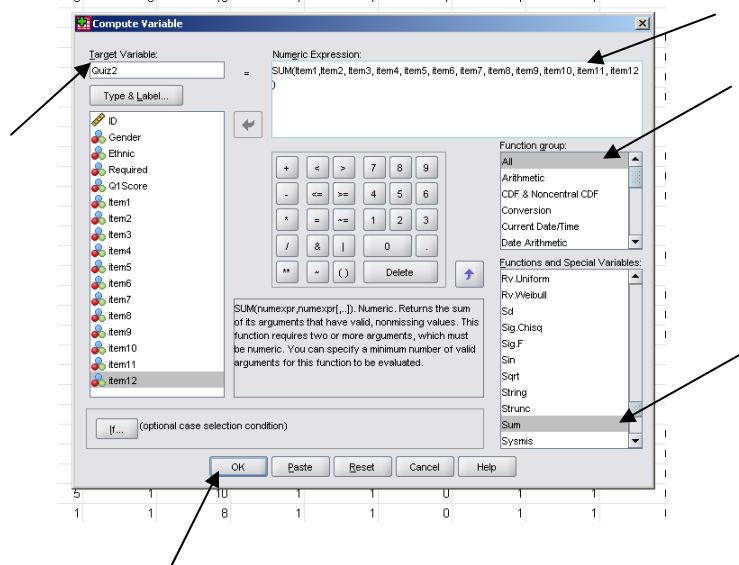 Compute Variable
Target Variable:
Numeric Expression:
Quiz2
=
SUM(Item1,Item2, Item3, item4, item5, item6, item7, item8, item9, item10, item11, item12
)
Type & Label...
ID
Gender
Ethnic
Required
Q1Score
Item1
Item2
Item3
item4
item5
item6
item7
item8
item9
item10
item11
item12
+ < > 7 8 9
- <= >= 4 5 6
* = ~= 1 2 3
/ & | 0 .
** ~ ( ) Delete
Function group:
All
Arithmetic
CDF & Noncentral CDF
Conversion
Current Date/Time
Date Arithmetic
Functions and Special Variables:
Rv.Uniform
Rv.Weibull
Sd
Sig.Chisq
Sig.F
Sin
Sqrt
String
Strunc
Sum
Sysmis
SUM(numexpr,numexpr[,..]). Numeric. Returns the sum
of its arguments that have valid, nonmissing values. This
function requires two or more arguments, which must
be numeric. You can specify a minimum number of valid
arguments for this function to be evaluated.
If... (optional case selection condition)
OK Paste Reset Cancel Help
5 1 10 1 1 0 1 1
1 1 8 1 1 0 1 1